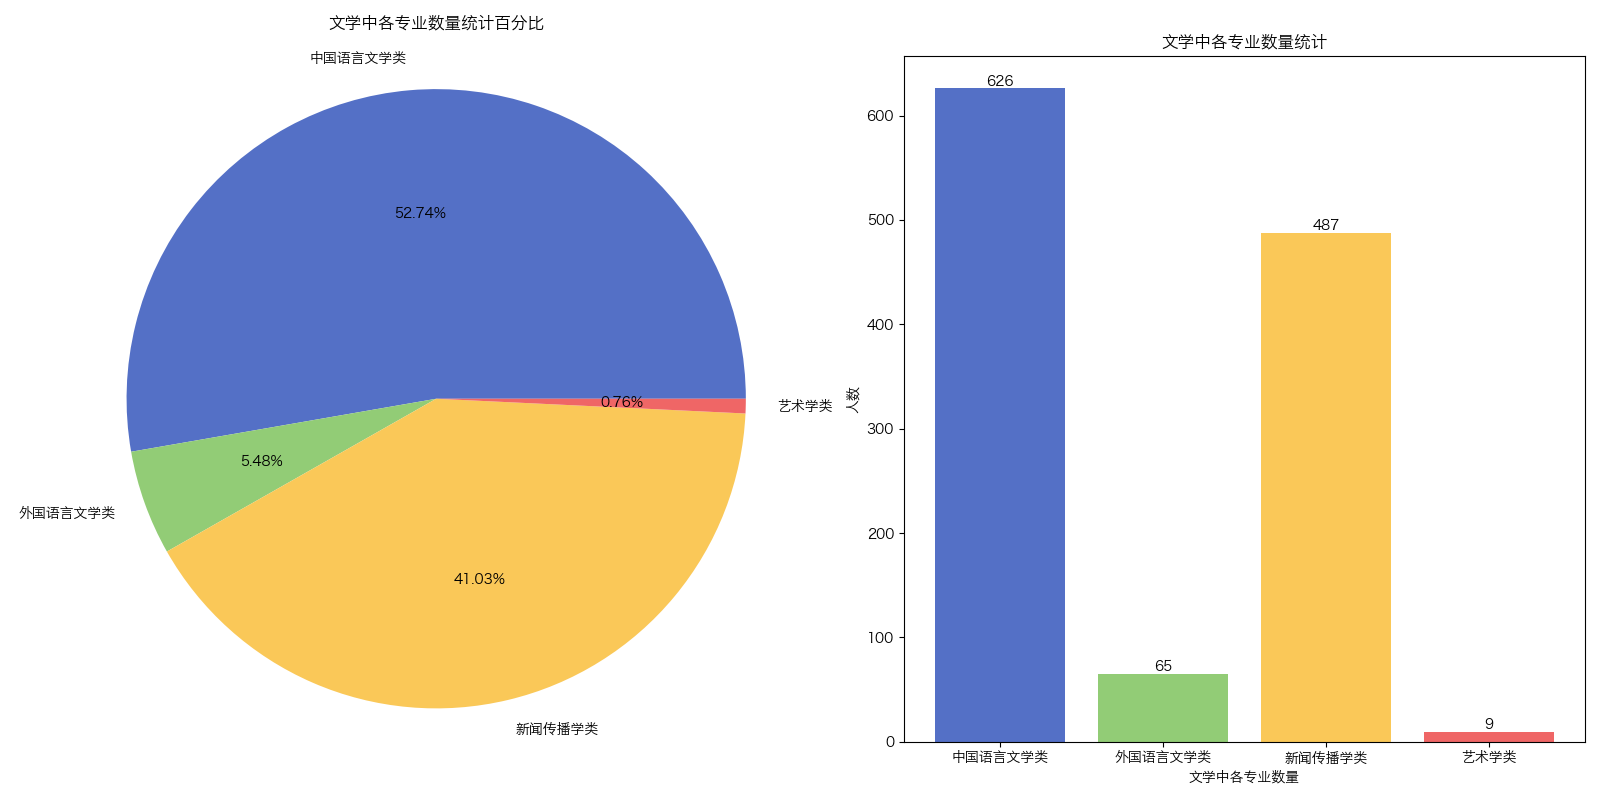 文学中各专业数量统计百分比
中国语言文学类
52.74%
0.76%
艺术学类
5.48%
外国语言文学类
41.03%
新闻传播学类
文学中各专业数量统计
626
600
500
487
400
人数
300
200
100
65
9
0
中国语言文学类 外国语言文学类 新闻传播学类 艺术学类
文学中各专业数量